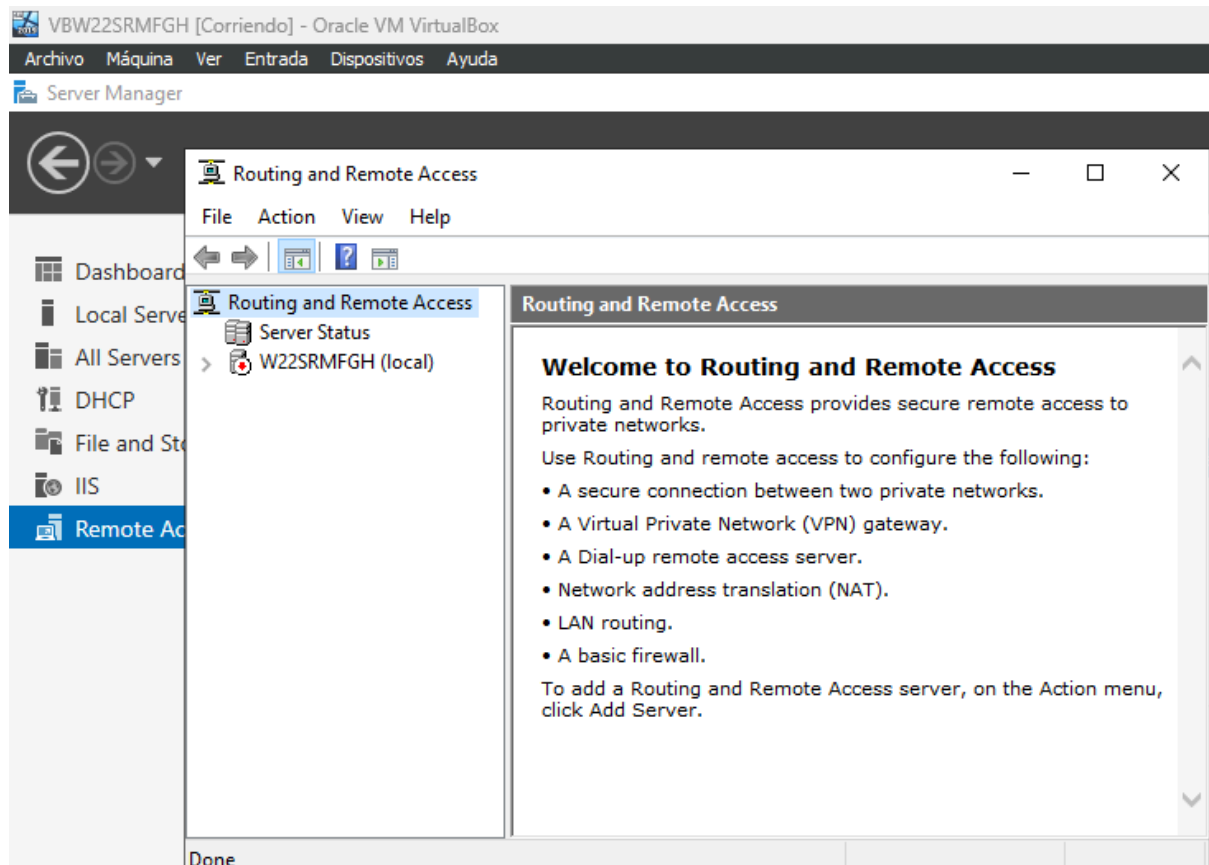 VBW22SRMFGH [Corriendo] - Oracle VM VirtualBox
Archivo Máquina Ver Entrada Dispositivos Ayuda
Server Manager
Routing and Remote Access
File Action View Help
Dashboard
Local Serve
All Servers
DHCP
File and Sto
IIS
Remote Ac
Routing and Remote Access
Server Status
W22SRMFGH (local)
Routing and Remote Access
Welcome to Routing and Remote Access
Routing and Remote Access provides secure remote access to
private networks.
Use Routing and remote access to configure the following:
• A secure connection between two private networks.
• A Virtual Private Network (VPN) gateway.
• A Dial-up remote access server.
• Network address translation (NAT).
• LAN routing.
• A basic firewall.
To add a Routing and Remote Access server, on the Action menu,
click Add Server.
Done